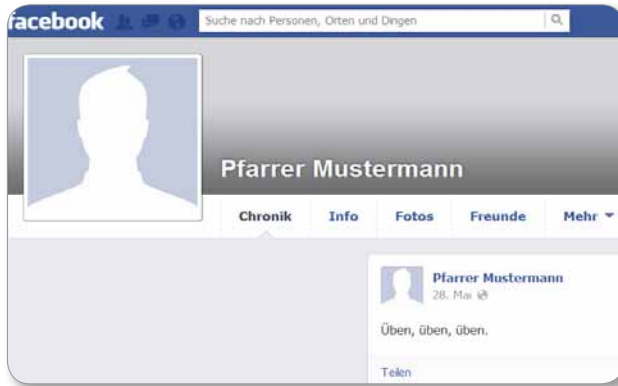 facebook
Suche nach Personen, Orten und Dingen
Pfarrer Mustermann
Chronik Info Fotos Freunde Mehr
Pfarrer Mustermann
28. Mai
Üben, üben, üben.
Teilen